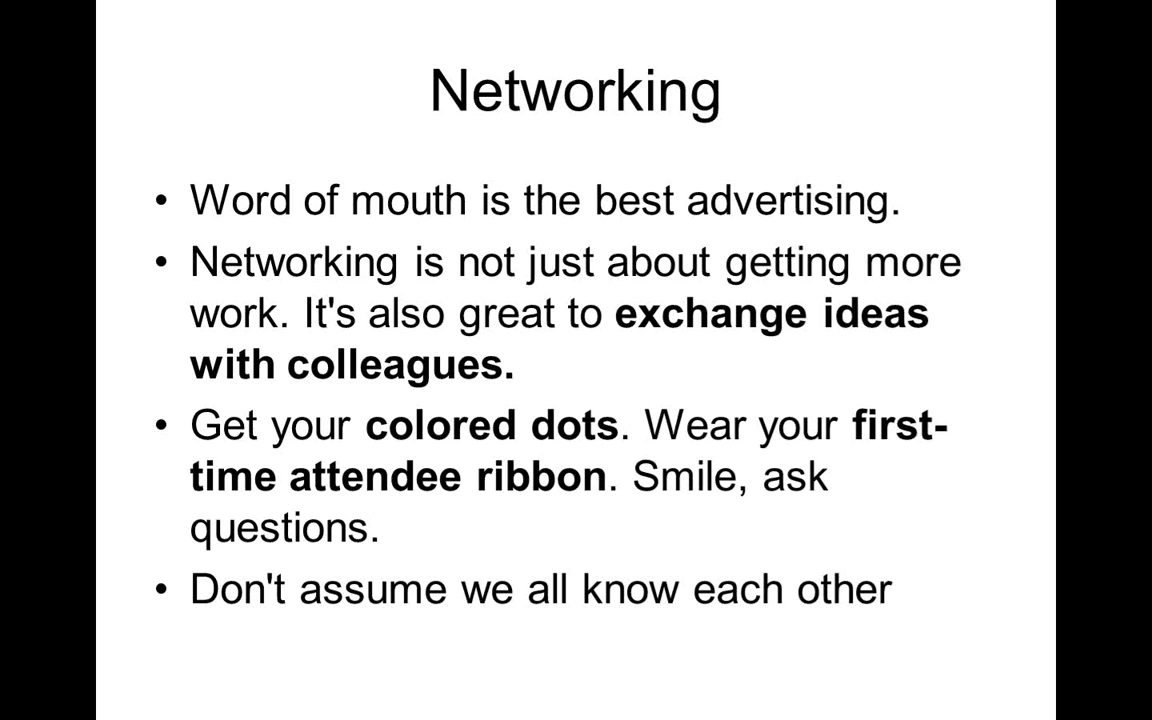 Networking
• Word of mouth is the best advertising.
• Networking is not just about getting more
work. It's also great to exchange ideas
with colleagues.
• Get your colored dots. Wear your first-
time attendee ribbon. Smile, ask
questions.
• Don't assume we all know each other